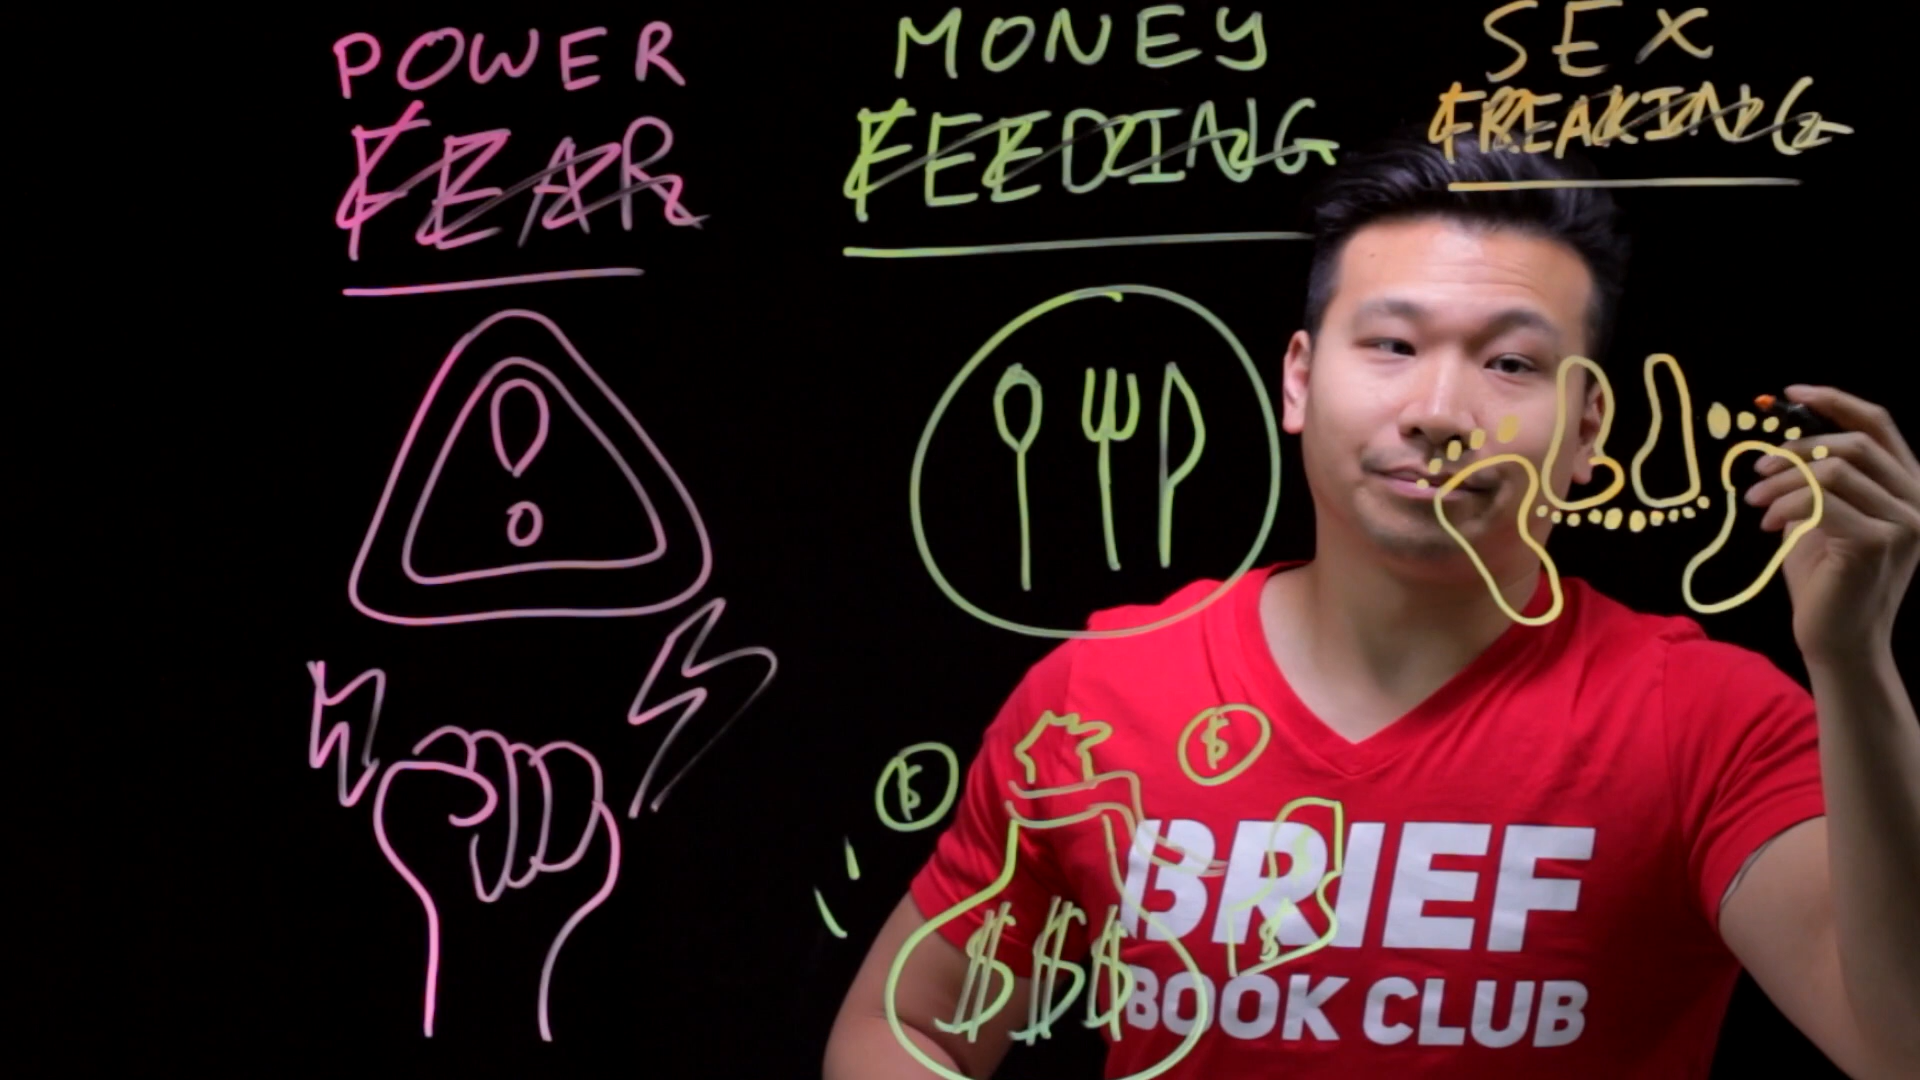 POWER
FEAR
MONEY
FEEDING
SEX
FREAKING
!
$
$
$
$$$
BRIEF
BOOK CLUB